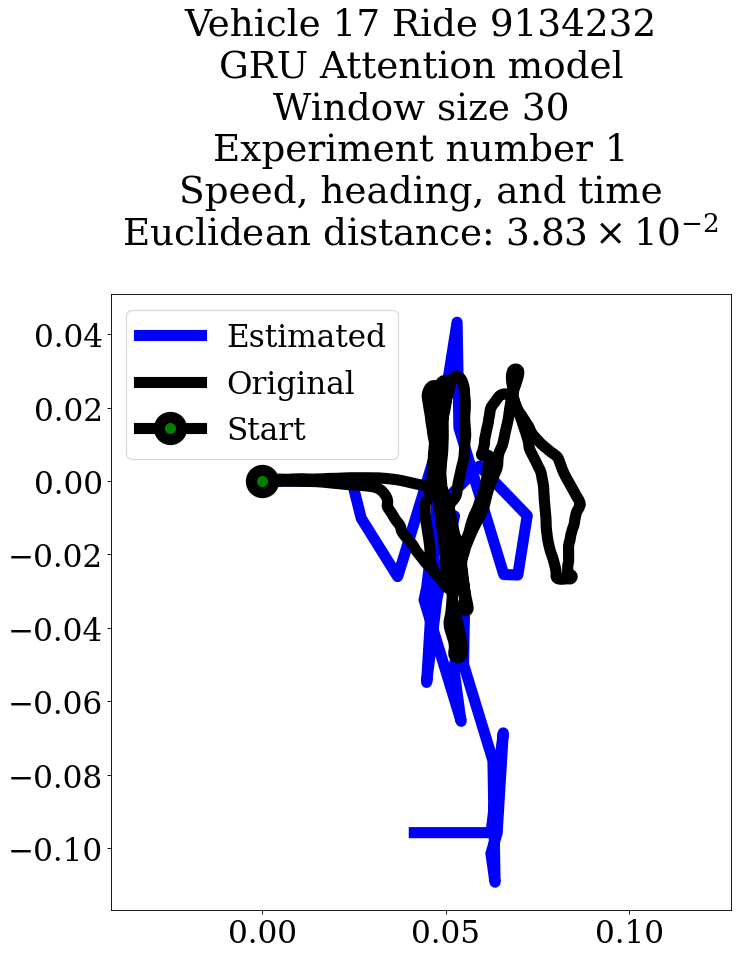 Vehicle 17 Ride 9134232
GRU Attention model
Window size 30
Experiment number 1
Speed, heading, and time
Euclidean distance: 3.83 × 10⁻²
Estimated
Original
Start
0.04
0.02
0.00
−0.02
−0.04
−0.06
−0.08
−0.10
0.00 0.05 0.10